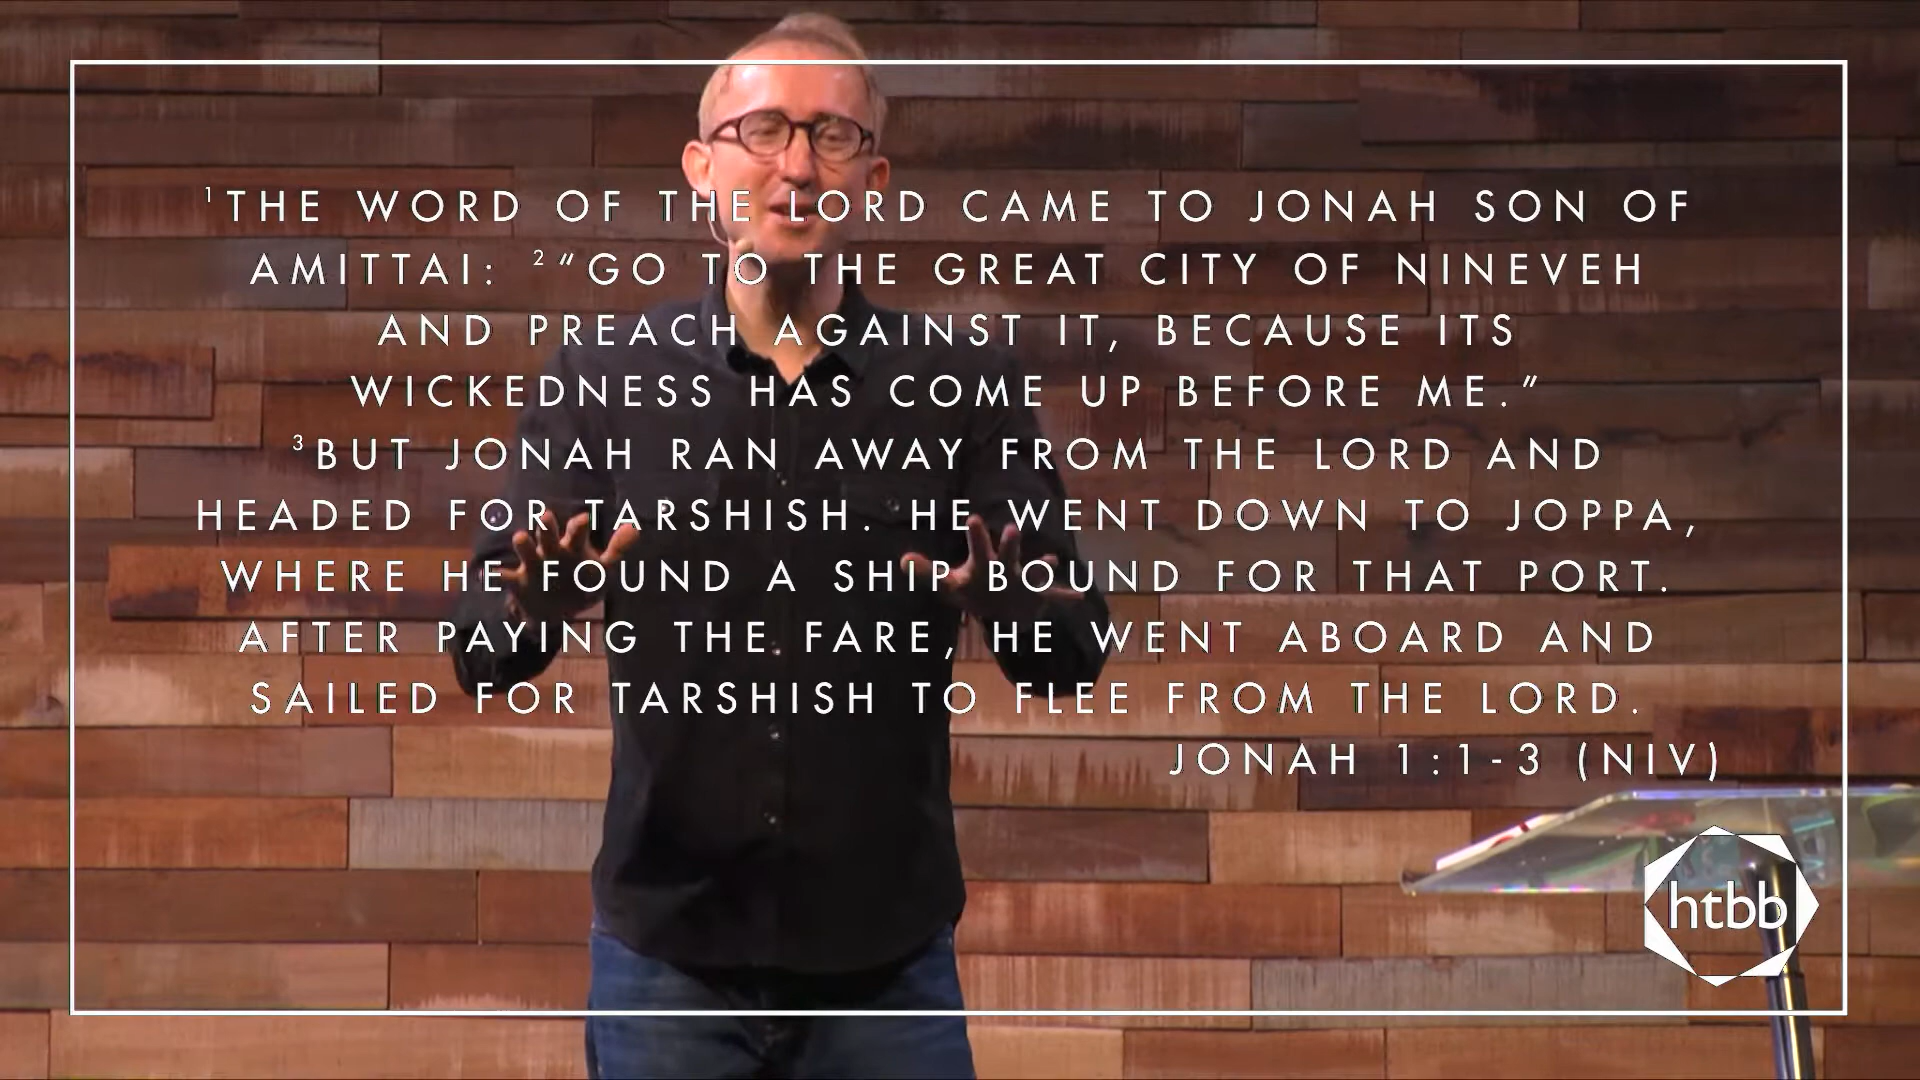 ¹THE WORD OF THE LORD CAME TO JONAH SON OF
AMITTAI: ²“GO TO THE GREAT CITY OF NINEVEH
AND PREACH AGAINST IT, BECAUSE ITS
WICKEDNESS HAS COME UP BEFORE ME.”
³BUT JONAH RAN AWAY FROM THE LORD AND
HEADED FOR TARSHISH. HE WENT DOWN TO JOPPA,
WHERE HE FOUND A SHIP BOUND FOR THAT PORT.
AFTER PAYING THE FARE, HE WENT ABOARD AND
SAILED FOR TARSHISH TO FLEE FROM THE LORD.
JONAH 1:1-3 (NIV)
htbb